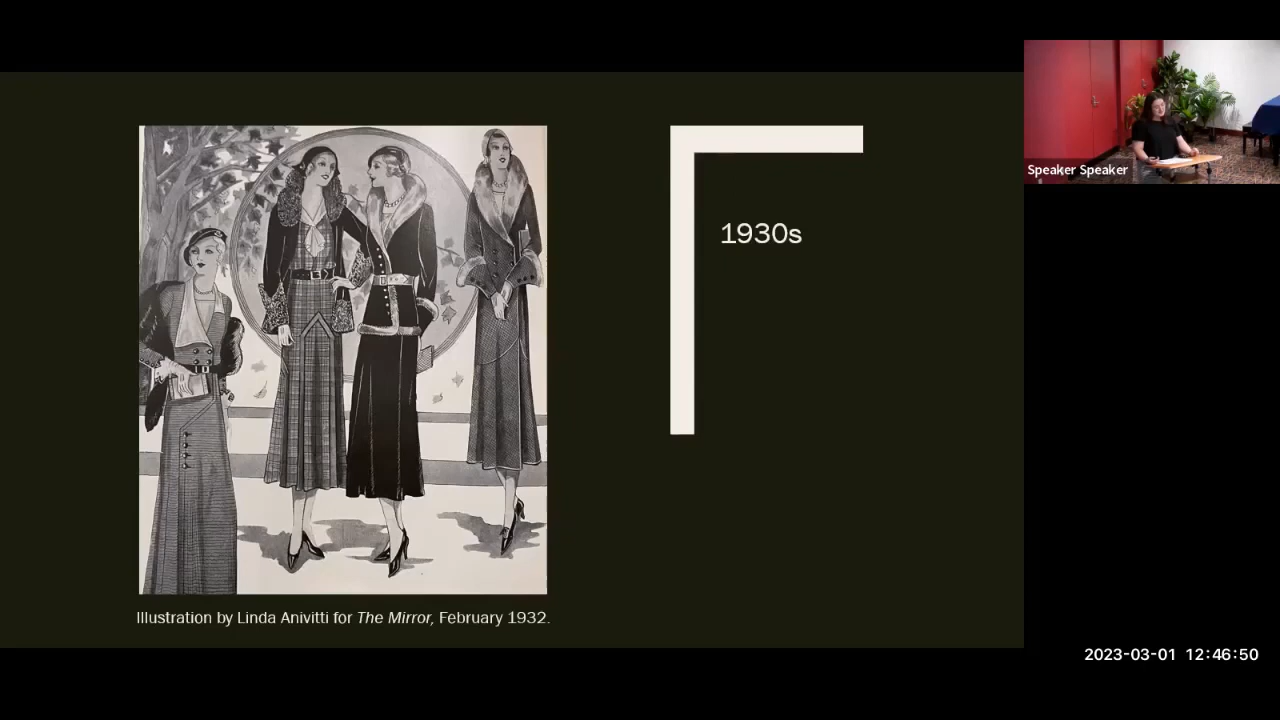 1930s
Illustration by Linda Anivitti for The Mirror, February 1932.
Speaker Speaker
2023-03-01 12:46:50